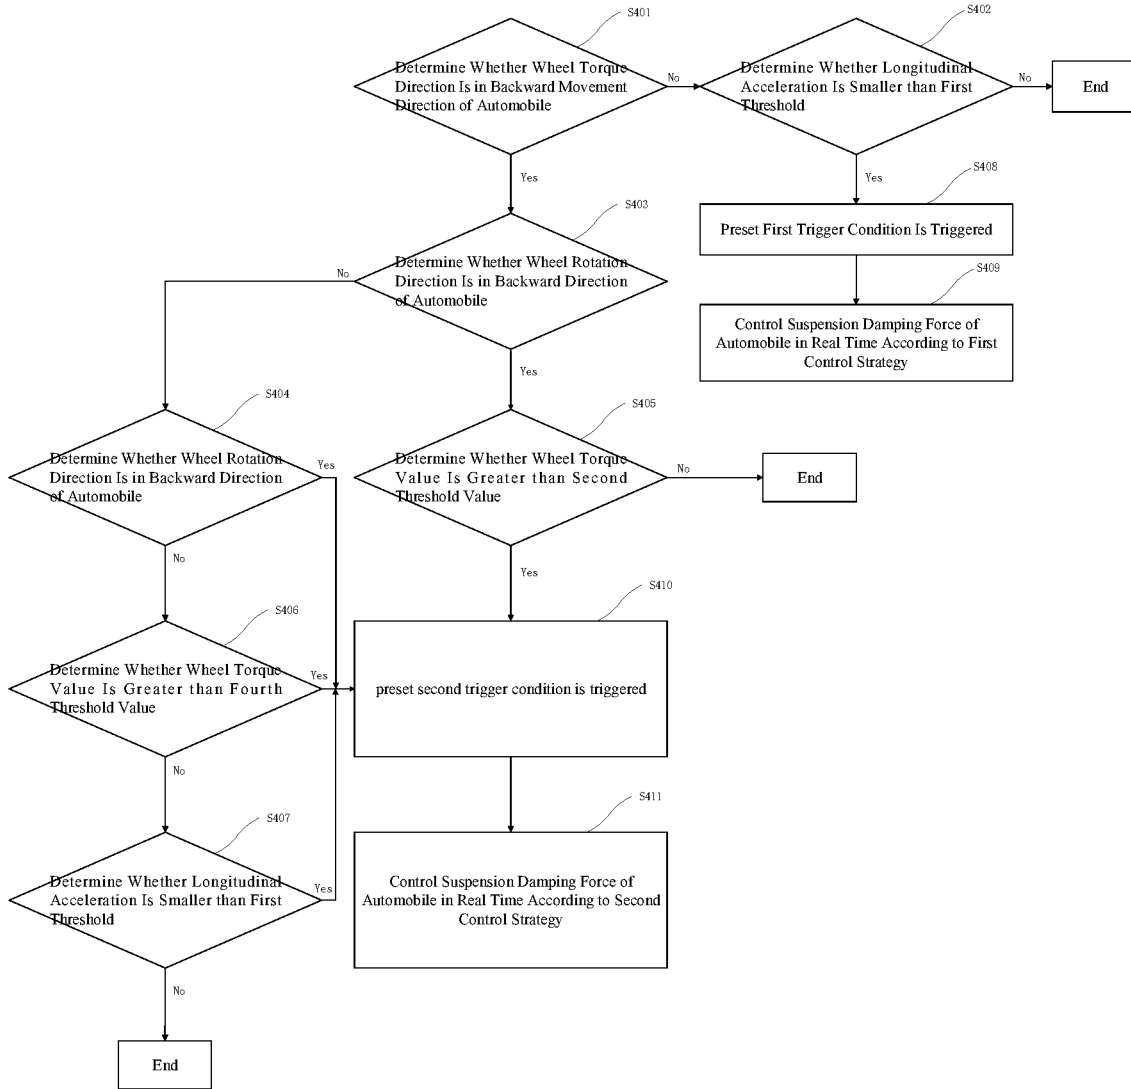 S401
Determine Whether Wheel Torque
Direction Is in Backward Movement
Direction of Automobile
No
S402
Determine Whether Longitudinal
Acceleration Is Smaller than First
Threshold
No
End
Yes
Yes
S408
Preset First Trigger Condition Is Triggered
S403
Determine Whether Wheel Rotation
Direction Is in Backward Direction
of Automobile
No
S409
Control Suspension Damping Force of
Automobile in Real Time According to First
Control Strategy
Yes
S404
Determine Whether Wheel Rotation
Direction Is in Backward Direction
of Automobile
Yes
S405
Determine Whether Wheel Torque
Value Is Greater than Second
Threshold Value
No
End
No
Yes
S406
Determine Whether Wheel Torque
Value Is Greater than Fourth
Threshold Value
Yes
S410
preset second trigger condition is triggered
No
S407
Determine Whether Longitudinal
Acceleration Is Smaller than First
Threshold
Yes
S411
Control Suspension Damping Force of
Automobile in Real Time According to Second
Control Strategy
No
End